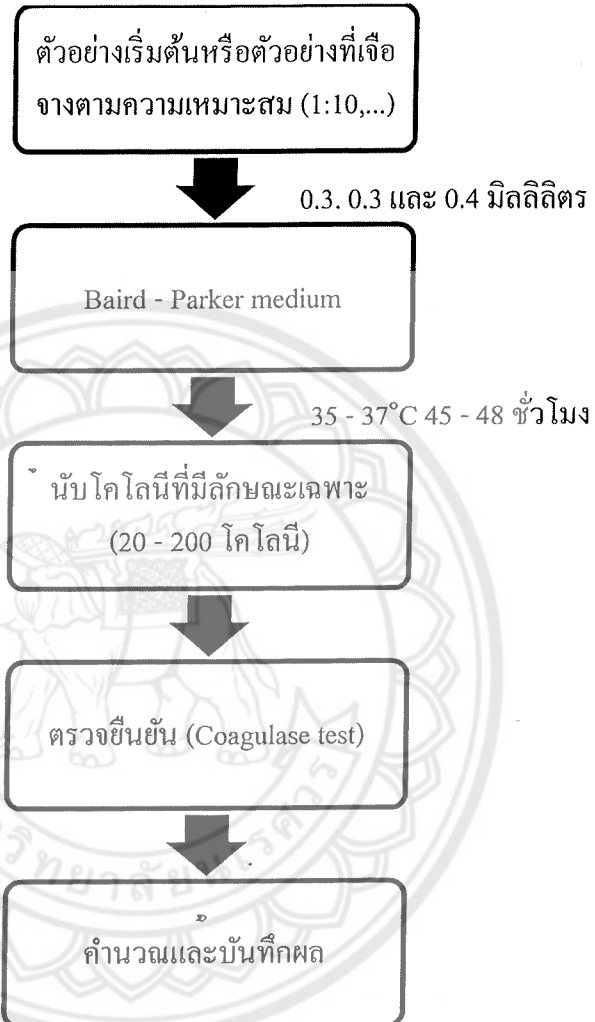 ตัวอย่างเริ่มต้นหรือตัวอย่างที่เจือ
จางตามความเหมาะสม (1:10,...)
0.3. 0.3 และ 0.4 มิลลิลิตร
Baird - Parker medium
35 - 37°C 45 - 48 ชั่วโมง
นับโคโลนีที่มีลักษณะเฉพาะ
(20 - 200 โคโลนี)
ตรวจยืนยัน (Coagulase test)
คำนวณและบันทึกผล